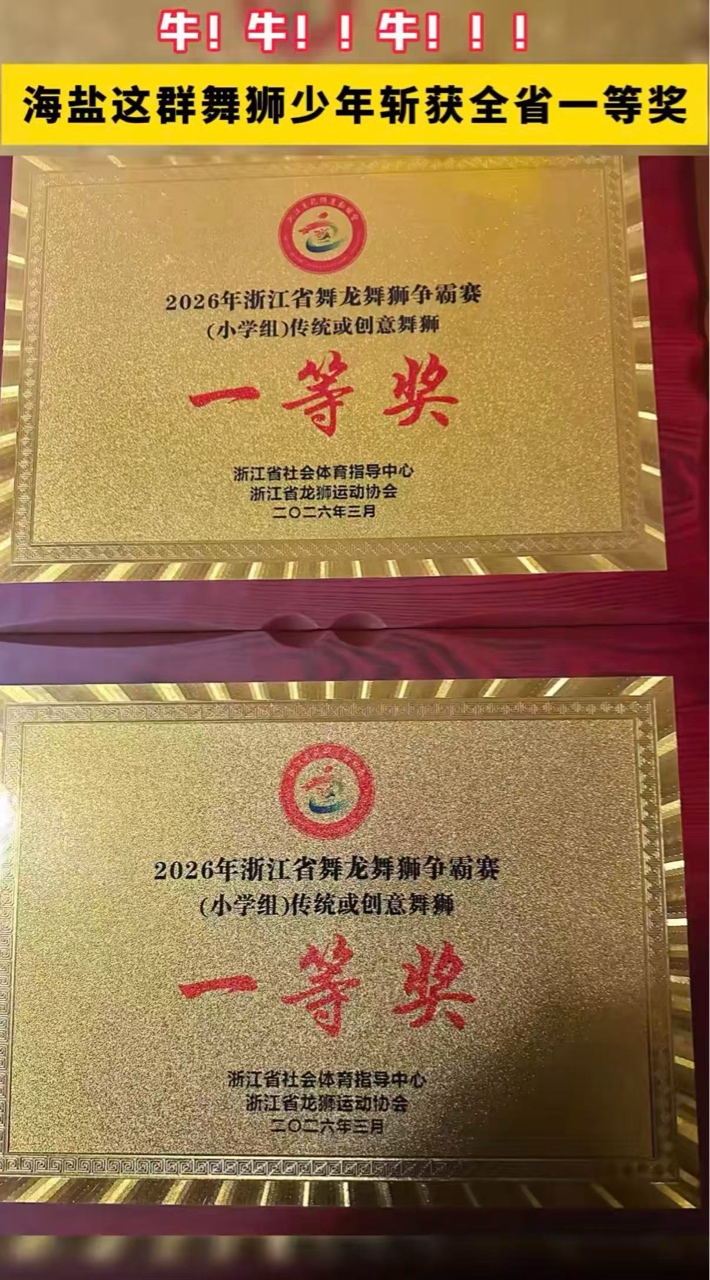 牛！牛！！牛！！！
海盐这群舞狮少年斩获全省一等奖
2026年浙江省舞龙舞狮争霸赛
(小学组)传统或创意舞狮
一等奖
浙江省社会体育指导中心
浙江省龙狮运动协会
二〇二六年三月
2026年浙江省舞龙舞狮争霸赛
(小学组)传统或创意舞狮
一等奖
浙江省社会体育指导中心
浙江省龙狮运动协会
二〇二六年三月